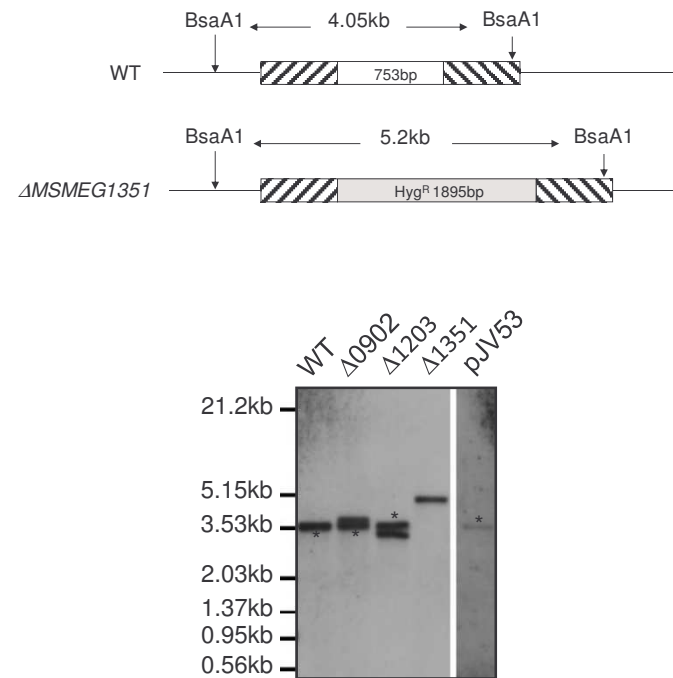 BsaA1 4.05kb BsaA1
WT
753bp
BsaA1 5.2kb BsaA1
ΔMSMEG1351
Hygᴿ 1895bp
WT Δ0902 Δ1203 Δ1351 pJV53
21.2kb
5.15kb
* *
3.53kb
* *
2.03kb
1.37kb
0.95kb
0.56kb